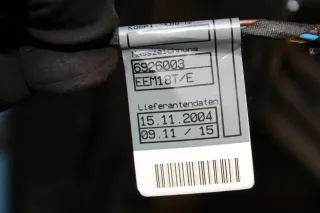 6926003
EEM18T/E
Lieferantendaten
15.11.2004
09.11 / 15